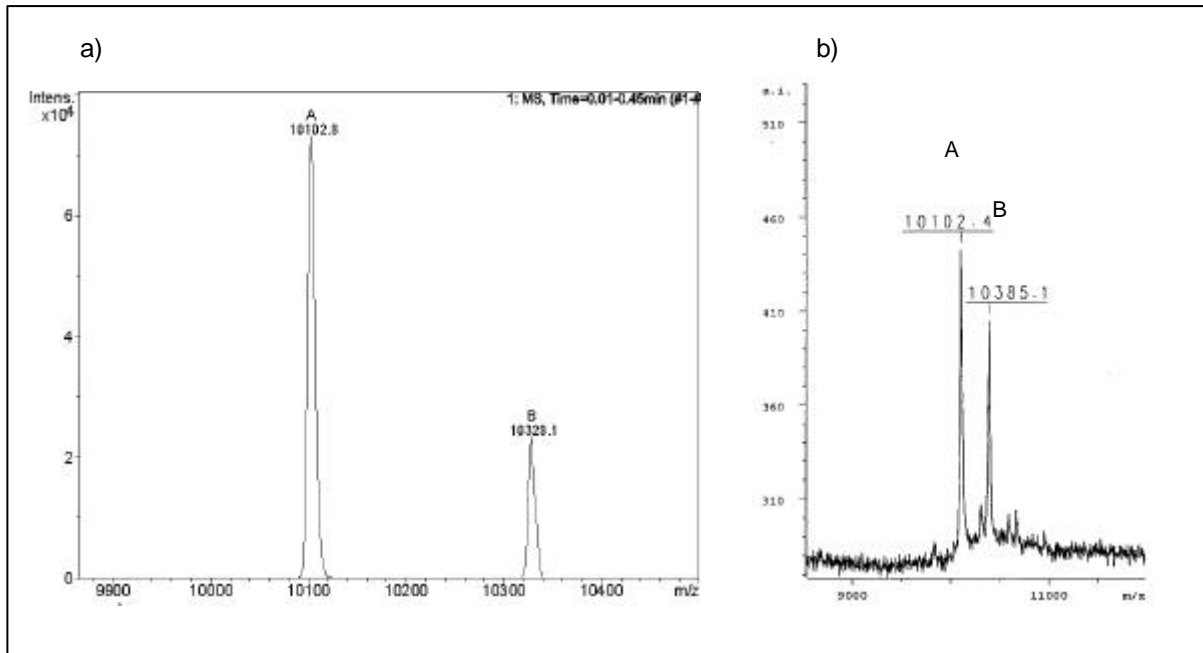 a)
b)
Intens.
x10⁴
1: MS, Time=0.01-0.45min (#1-#
A
10102.8
6
4
2
0
B
10328.1
9900
10000
10100
10200
10300
10400
m/z
a.i.
510
460
410
360
310
A
B
10102.4
10385.1
9000
11000
m/z